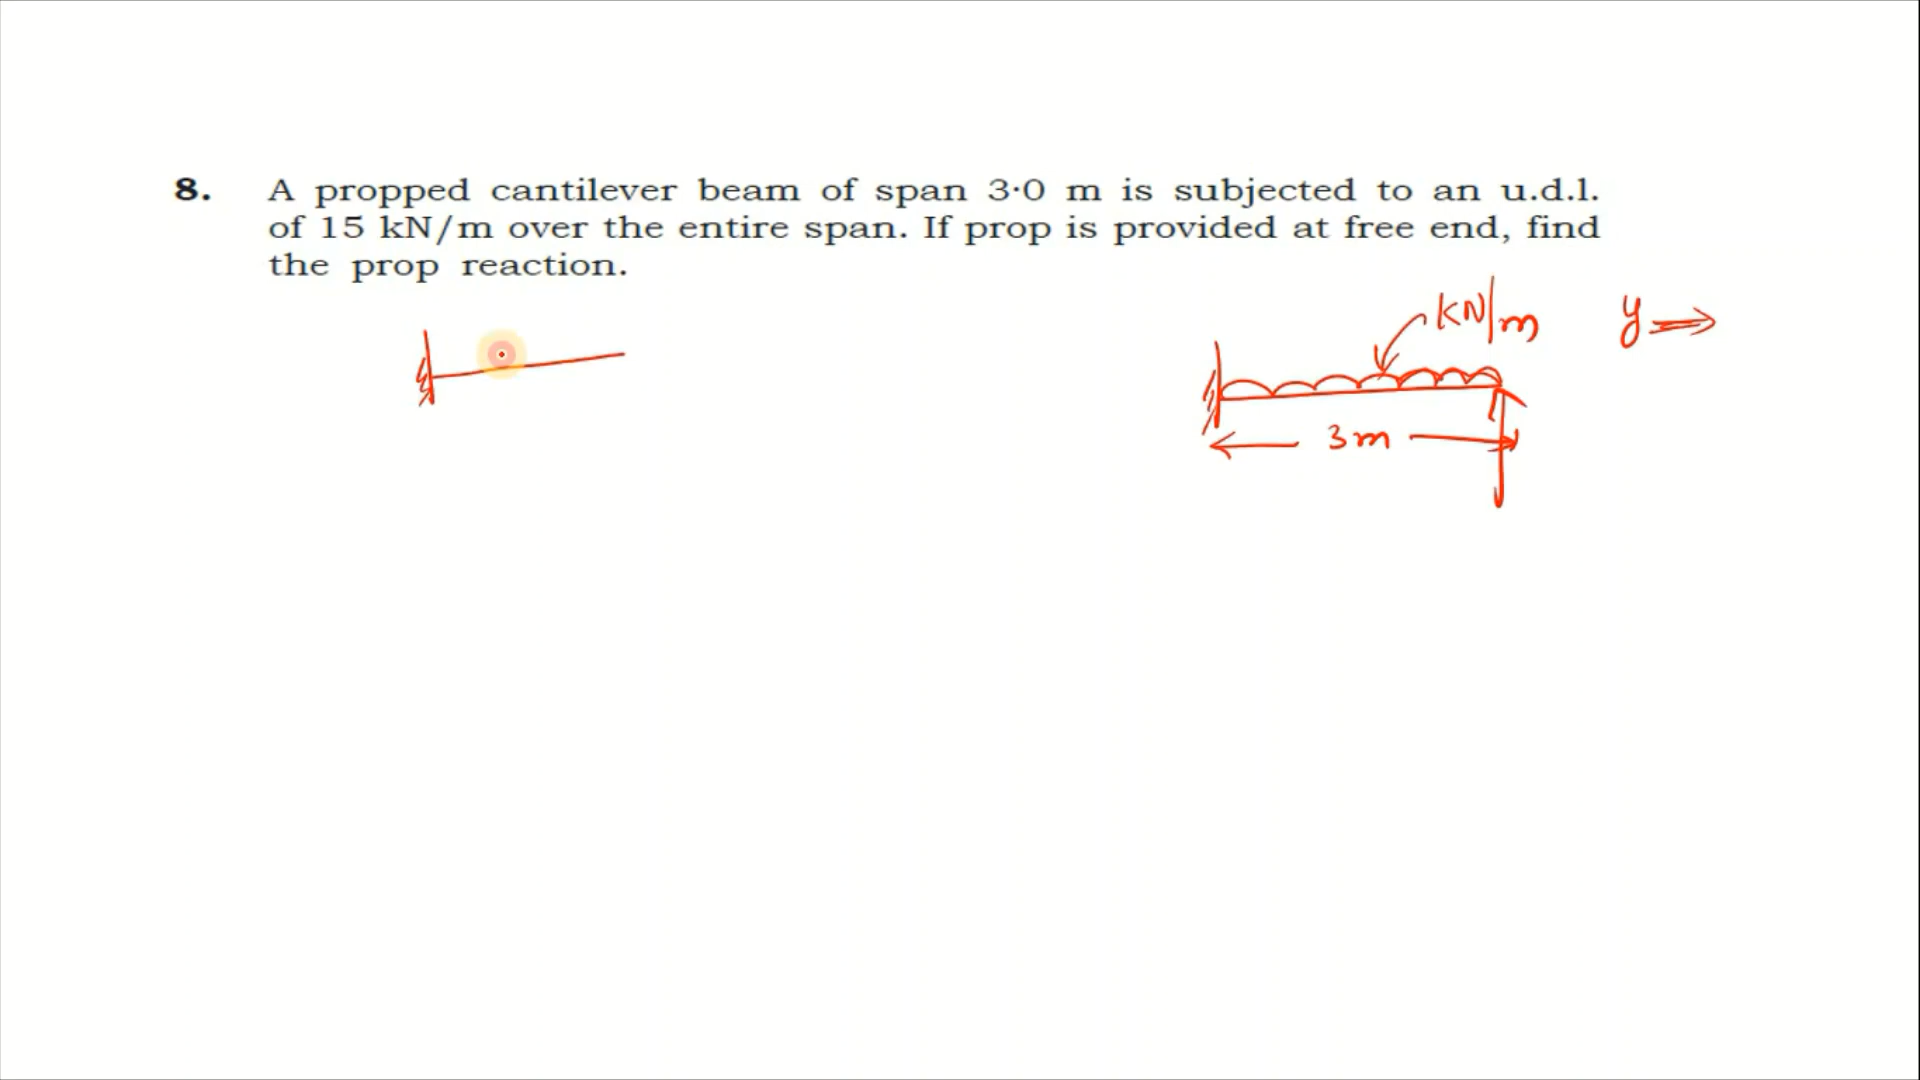 8. A propped cantilever beam of span 3·0 m is subjected to an u.d.l.
of 15 kN/m over the entire span. If prop is provided at free end, find
the prop reaction.
kN/m
y
3m